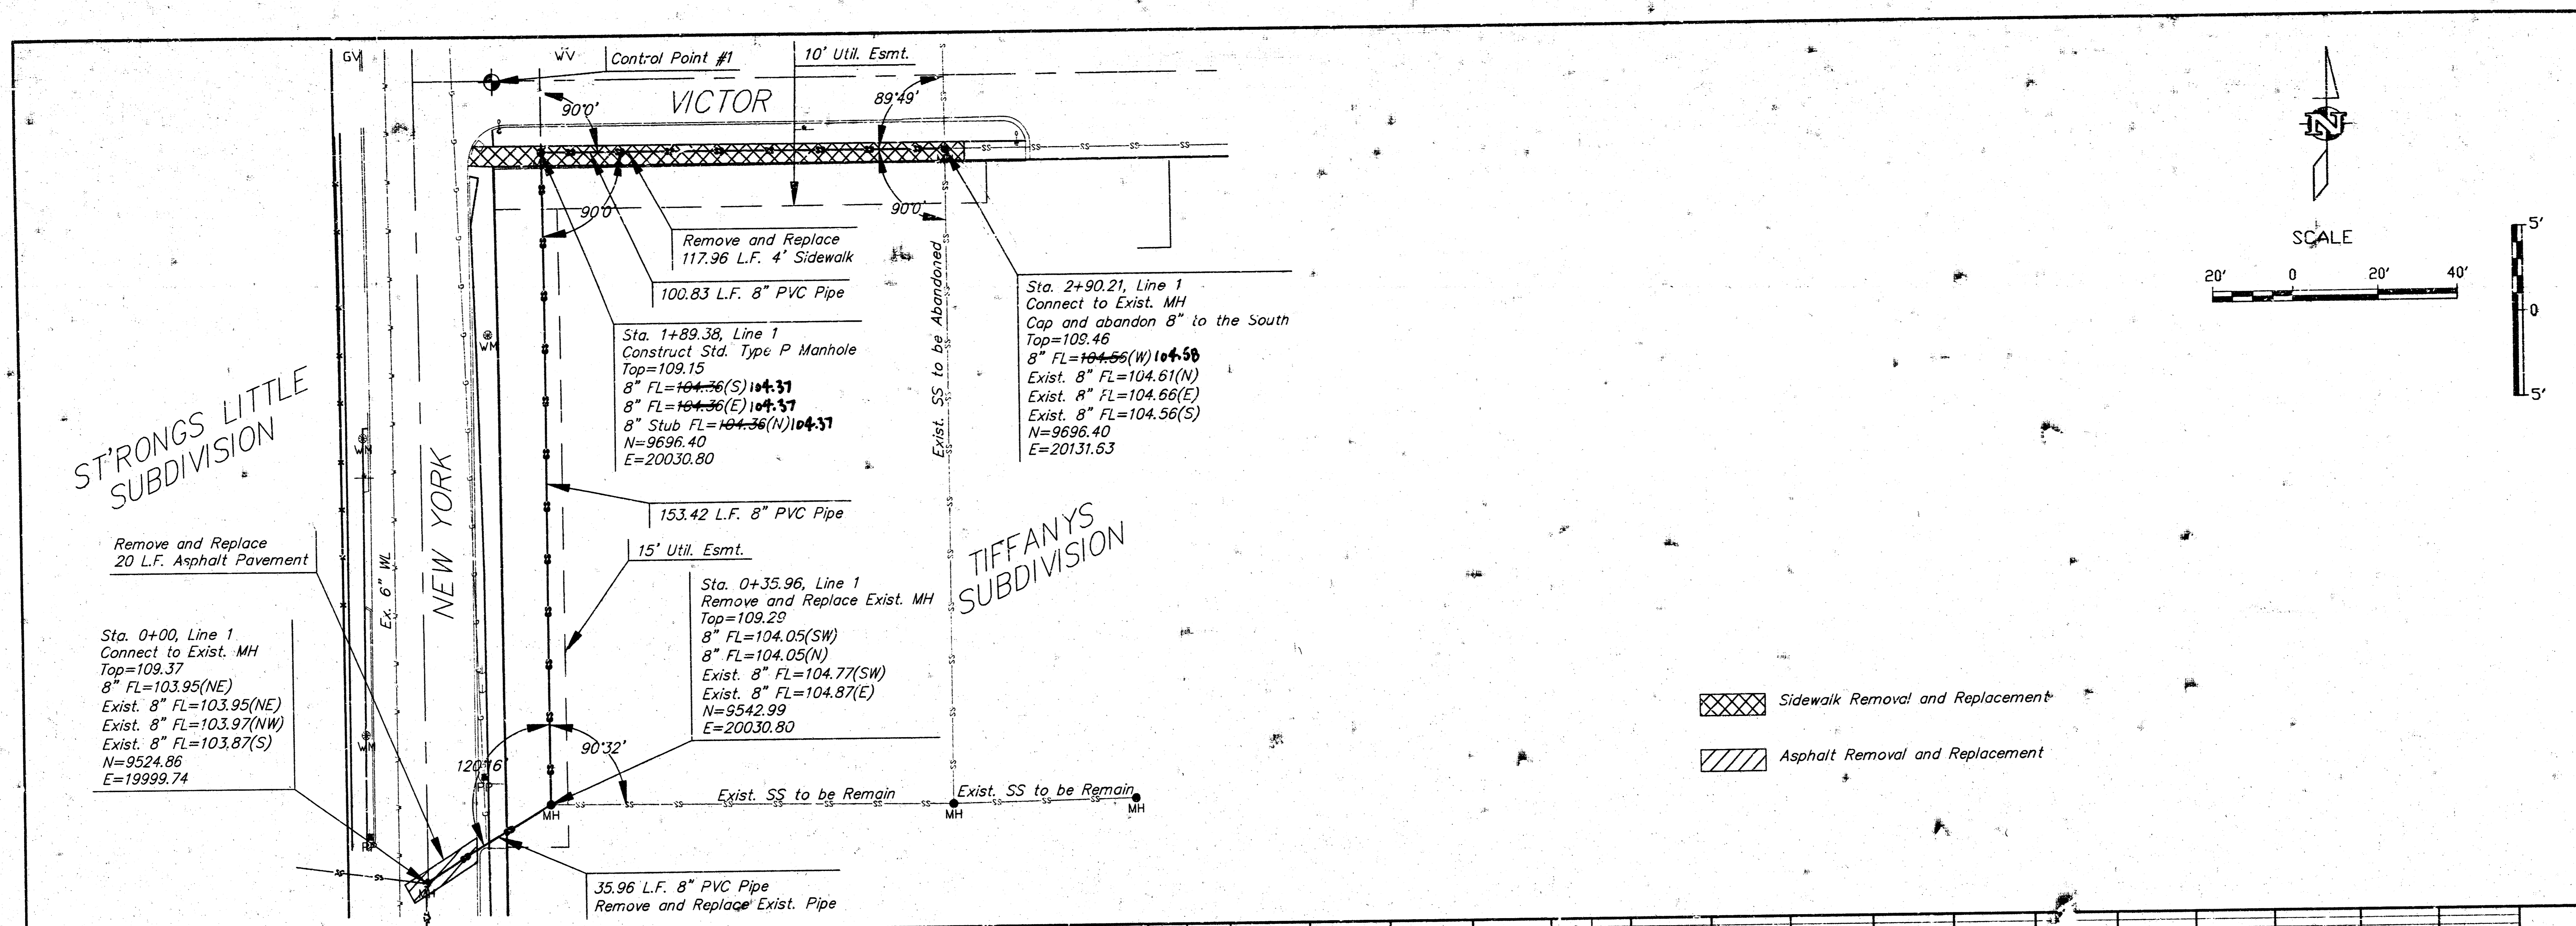 GV
WV
Control Point #1
10' Util. Esmt.
VICTOR
90°0'
89°49'
90°0'
90°0'
Remove and Replace
117.96 L.F. 4' Sidewalk
100.83 L.F. 8" PVC Pipe
Sta. 1+89.38, Line 1
Construct Std. Type P Manhole
Top=109.15
8" FL=104.36(S) 104.37
8" FL=104.36(E) 104.37
8" Stub FL=104.36(N) 104.37
N=9696.40
E=20030.80
Exist. SS to be Abandoned
Sta. 2+90.21, Line 1
Connect to Exist. MH
Cap and abandon 8" to the South
Top=109.46
8" FL=104.56(W) 104.58
Exist. 8" FL=104.61(N)
Exist. 8" FL=104.66(E)
Exist. 8" FL=104.56(S)
N=9696.40
E=20131.63
N
SCALE
20' 0 20' 40'
5'
0
5'
WM
ST'RONGS LITTLE
SUBDIVISION
WM
NEW YORK
Ex. 6" WL
153.42 L.F. 8" PVC Pipe
15' Util. Esmt.
TIFFANYS
SUBDIVISION
Remove and Replace
20 L.F. Asphalt Pavement
Sta. 0+35.96, Line 1
Remove and Replace Exist. MH
Top=109.29
8" FL=104.05(SW)
8" FL=104.05(N)
Exist. 8" FL=104.77(SW)
Exist. 8" FL=104.87(E)
N=9542.99
E=20030.80
Sta. 0+00, Line 1
Connect to Exist. MH
Top=109.37
8" FL=103.95(NE)
Exist. 8" FL=103.95(NE)
Exist. 8" FL=103.97(NW)
Exist. 8" FL=103.87(S)
N=9524.86
E=19999.74
WM
120°16'
90°32'
PP
PP
MH
Exist. SS to be Remain
MH
Exist. SS to be Remain
MH
MH
35.96 L.F. 8" PVC Pipe
Remove and Replace Exist. Pipe
Sidewalk Removal and Replacement
Asphalt Removal and Replacement